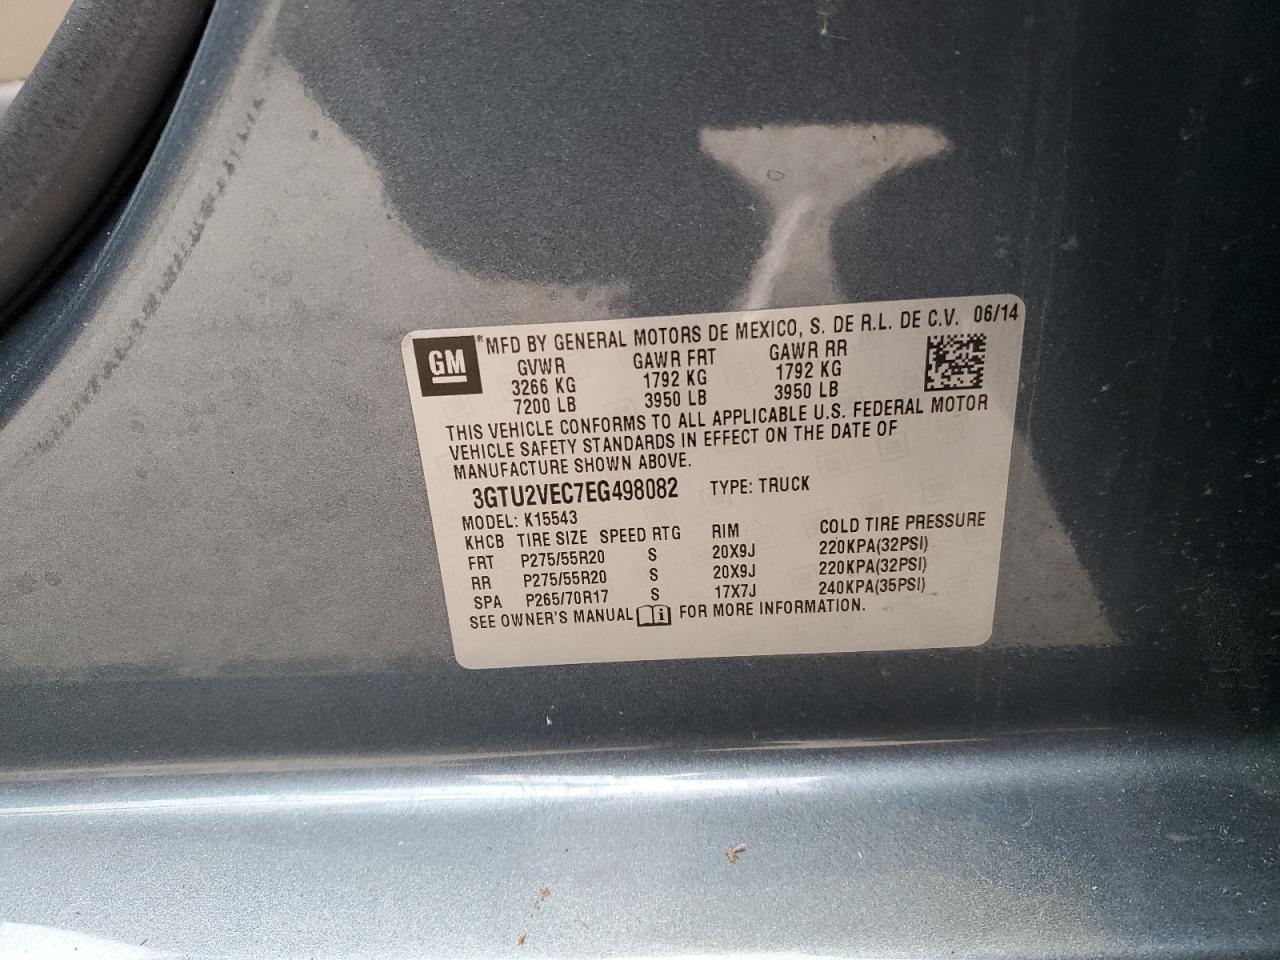 GM ® MFD BY GENERAL MOTORS DE MEXICO, S. DE R.L. DE C.V. 06/14
GVWR GAWR FRT GAWR RR
3266 KG 1792 KG 1792 KG
7200 LB 3950 LB 3950 LB
THIS VEHICLE CONFORMS TO ALL APPLICABLE U.S. FEDERAL MOTOR
VEHICLE SAFETY STANDARDS IN EFFECT ON THE DATE OF
MANUFACTURE SHOWN ABOVE.
3GTU2VEC7EG498082 TYPE: TRUCK
MODEL: K15543
KHCB TIRE SIZE SPEED RTG RIM COLD TIRE PRESSURE
FRT P275/55R20 S 20X9J 220KPA(32PSI)
RR P275/55R20 S 20X9J 220KPA(32PSI)
SPA P265/70R17 S 17X7J 240KPA(35PSI)
SEE OWNER'S MANUAL i FOR MORE INFORMATION.